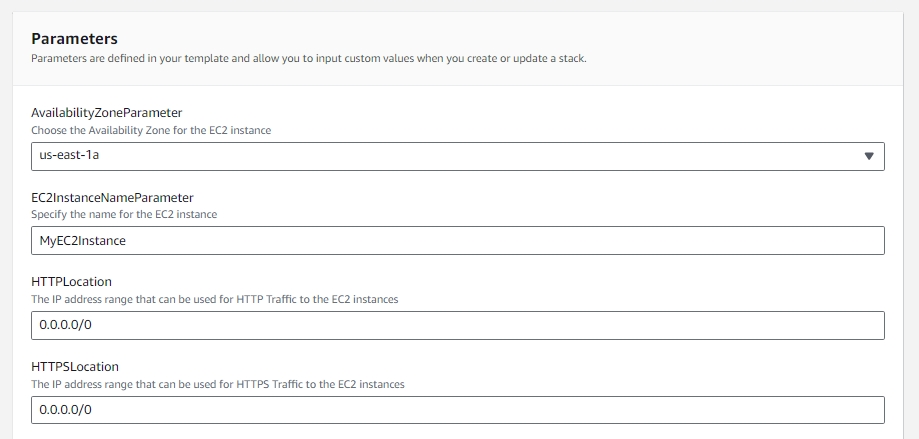 Parameters
Parameters are defined in your template and allow you to input custom values when you create or update a stack.
AvailabilityZoneParameter
Choose the Availability Zone for the EC2 instance
us-east-1a
EC2InstanceNameParameter
Specify the name for the EC2 instance
MyEC2Instance
HTTPLocation
The IP address range that can be used for HTTP Traffic to the EC2 instances
0.0.0.0/0
HTTPSLocation
The IP address range that can be used for HTTPS Traffic to the EC2 instances
0.0.0.0/0